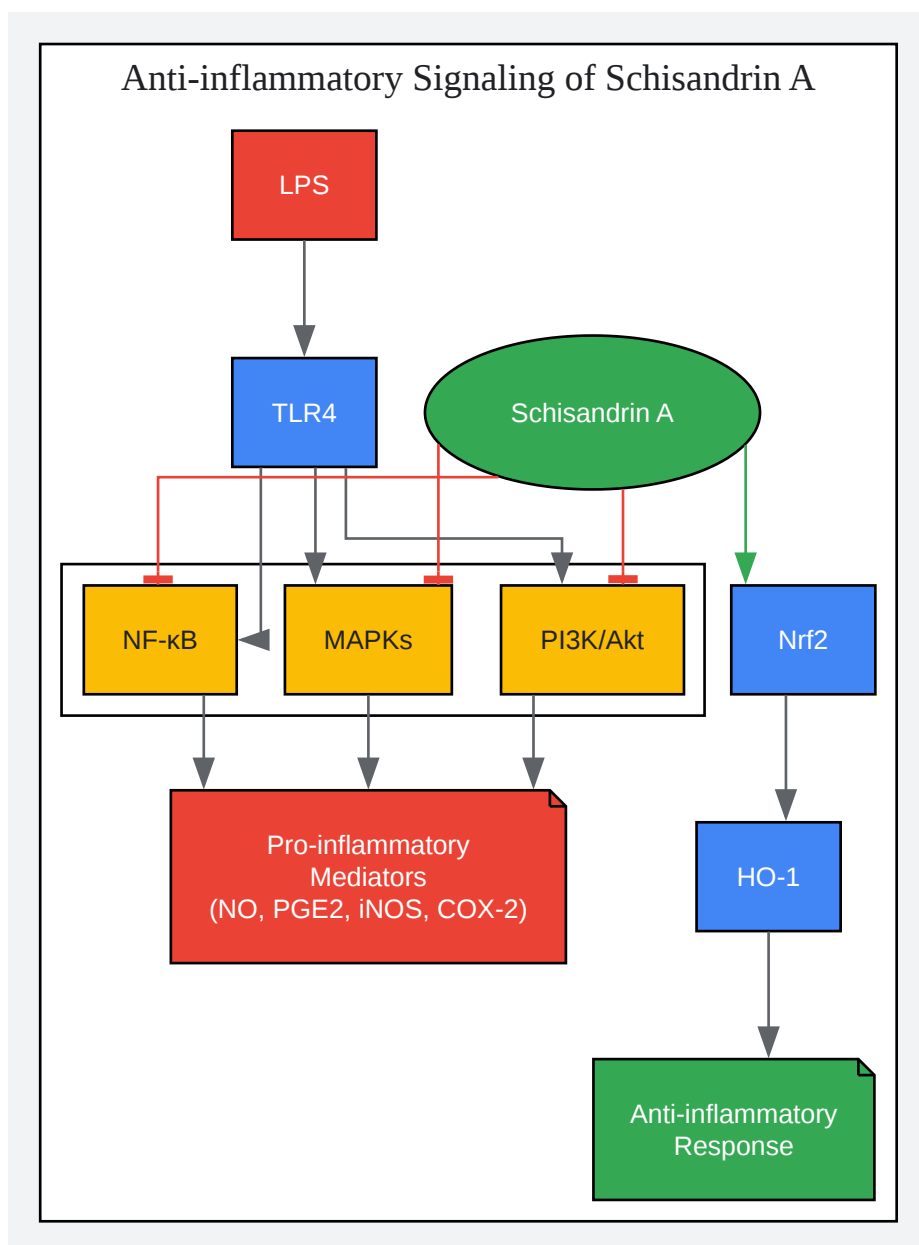 Anti-inflammatory Signaling of Schisandrin A
LPS
TLR4
Schisandrin A
NF-κB
MAPKs
PI3K/Akt
Nrf2
Pro-inflammatory
Mediators
(NO, PGE2, iNOS, COX-2)
HO-1
Anti-inflammatory
Response